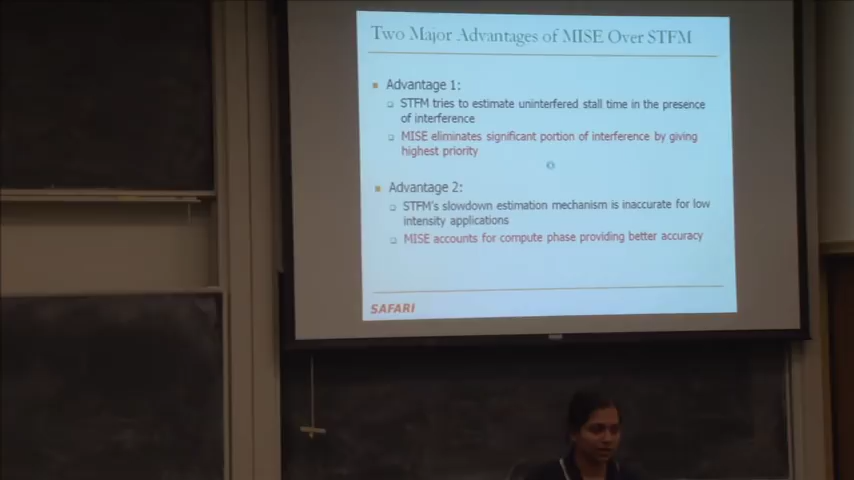 Two Major Advantages of MISE Over STFM
Advantage 1:
STFM tries to estimate uninterfered stall time in the presence
of interference
MISE eliminates significant portion of interference by giving
highest priority
Advantage 2:
STFM's slowdown estimation mechanism is inaccurate for low
intensity applications
MISE accounts for compute phase providing better accuracy
SAFARI